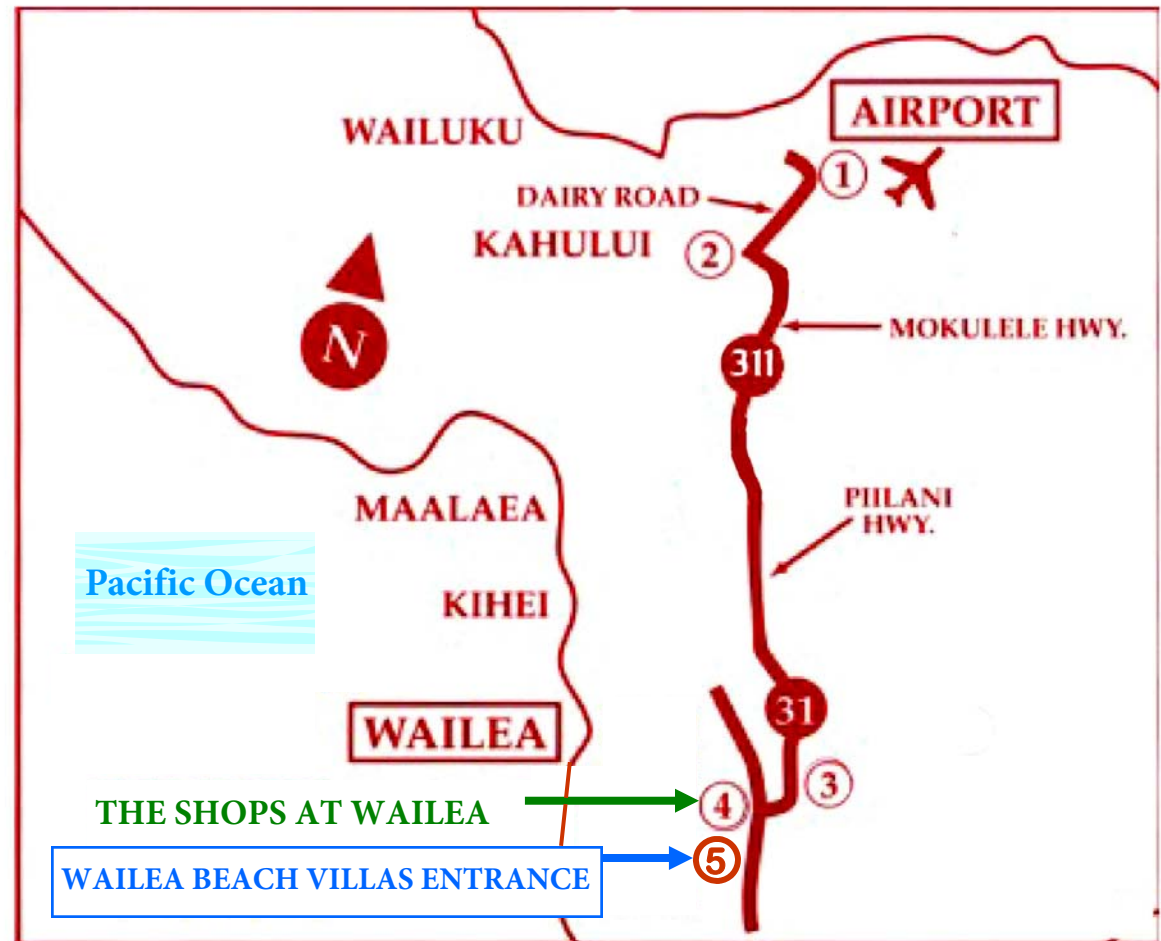 AIRPORT
WAILUKU
1
DAIRY ROAD
KAHULUI
2
N
MOKULELE HWY.
311
MAALAEA
PIILANI
HWY.
Pacific Ocean
KIHEI
31
WAILEA
3
THE SHOPS AT WAILEA
4
WAILEA BEACH VILLAS ENTRANCE
5